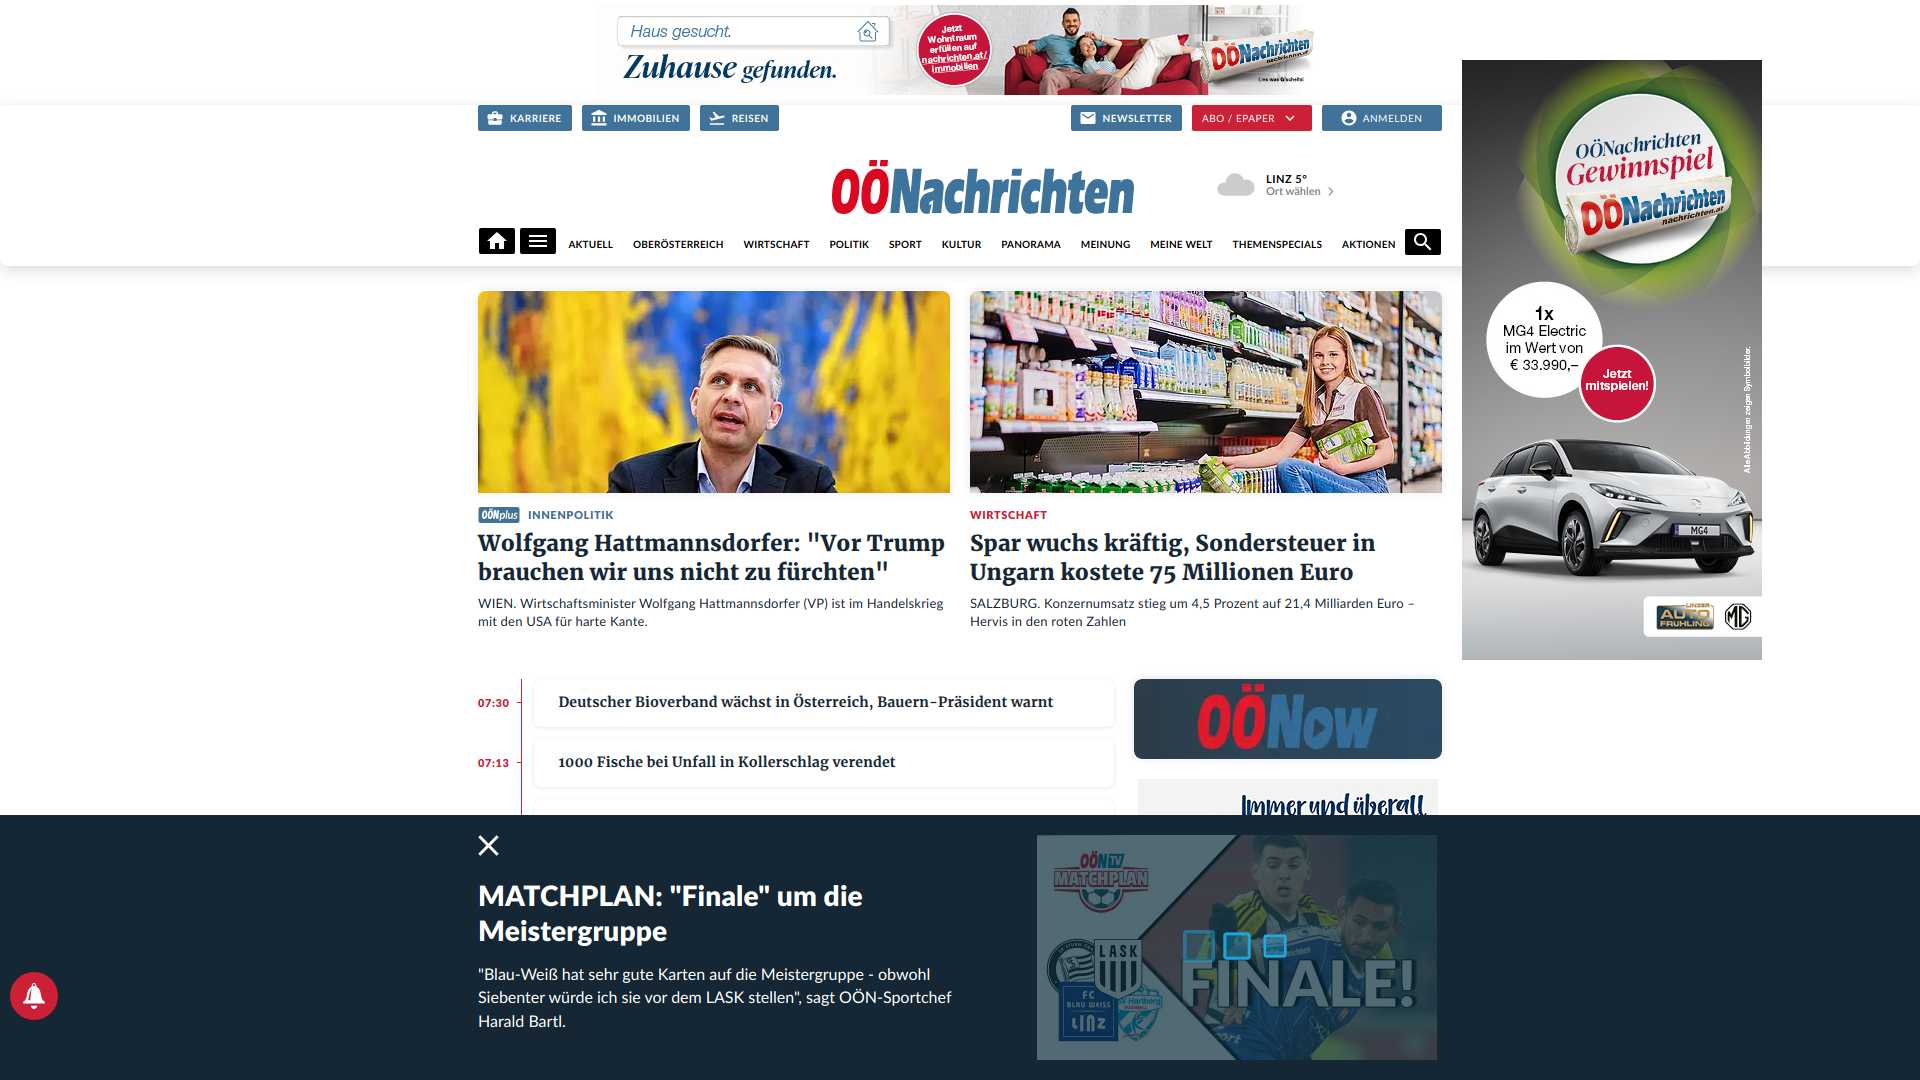 Haus gesucht.
Zuhause gefunden.
Jetzt
Wohntraum
erfüllen auf
nachrichten.at/
immobilien
OÖNachrichten
nachrichten.at
Lies was G'scheits!
KARRIERE
IMMOBILIEN
REISEN
NEWSLETTER
ABO / EPAPER
ANMELDEN
OÖNachrichten
LINZ 5°
Ort wählen
AKTUELL
OBERÖSTERREICH
WIRTSCHAFT
POLITIK
SPORT
KULTUR
PANORAMA
MEINUNG
MEINE WELT
THEMENSPECIALS
AKTIONEN
OÖNachrichten
Gewinnspiel
OÖNachrichten
nachrichten.at
1x
MG4 Electric
im Wert von
€ 33.990,–
Jetzt
mitspielen!
Alle Abbildungen zeigen Symbolbilder.
MG4
LINZER
AUTO
FRÜHLING
MG
OÖNplus INNENPOLITIK
Wolfgang Hattmannsdorfer: "Vor Trump
brauchen wir uns nicht zu fürchten"
WIEN. Wirtschaftsminister Wolfgang Hattmannsdorfer (VP) ist im Handelskrieg
mit den USA für harte Kante.
WIRTSCHAFT
Spar wuchs kräftig, Sondersteuer in
Ungarn kostete 75 Millionen Euro
SALZBURG. Konzernumsatz stieg um 4,5 Prozent auf 21,4 Milliarden Euro –
Hervis in den roten Zahlen
07:30
Deutscher Bioverband wächst in Österreich, Bauern-Präsident warnt
07:13
1000 Fische bei Unfall in Kollerschlag verendet
OÖNow
Immer und überall
MATCHPLAN: "Finale" um die
Meistergruppe
"Blau-Weiß hat sehr gute Karten auf die Meistergruppe - obwohl
Siebenter würde ich sie vor dem LASK stellen", sagt OÖN-Sportchef
Harald Bartl.
OÖN TV
MATCHPLAN
LASK
FC
BLAU WEISS
LINZ
Hartberg
FINALE!